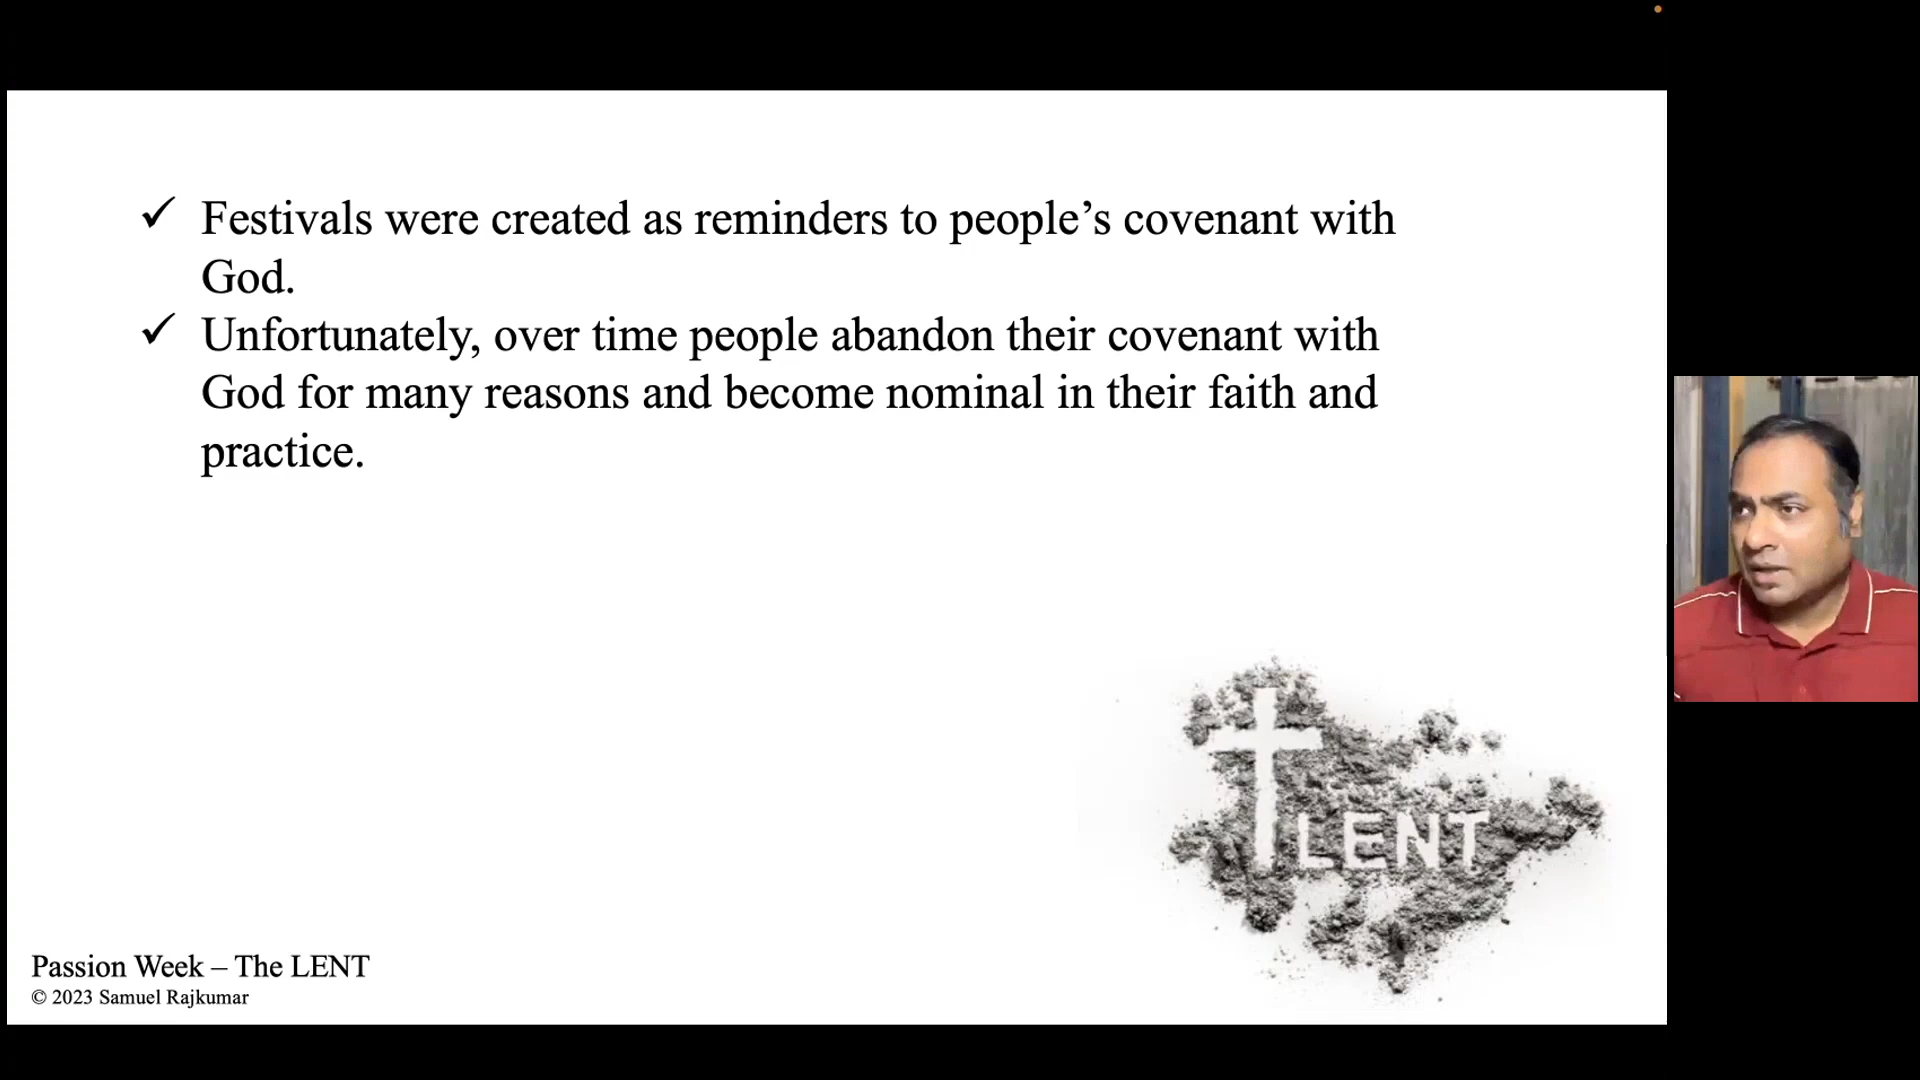 ✓ Festivals were created as reminders to people’s covenant with
God.
✓ Unfortunately, over time people abandon their covenant with
God for many reasons and become nominal in their faith and
practice.
LENT
Passion Week – The LENT
© 2023 Samuel Rajkumar